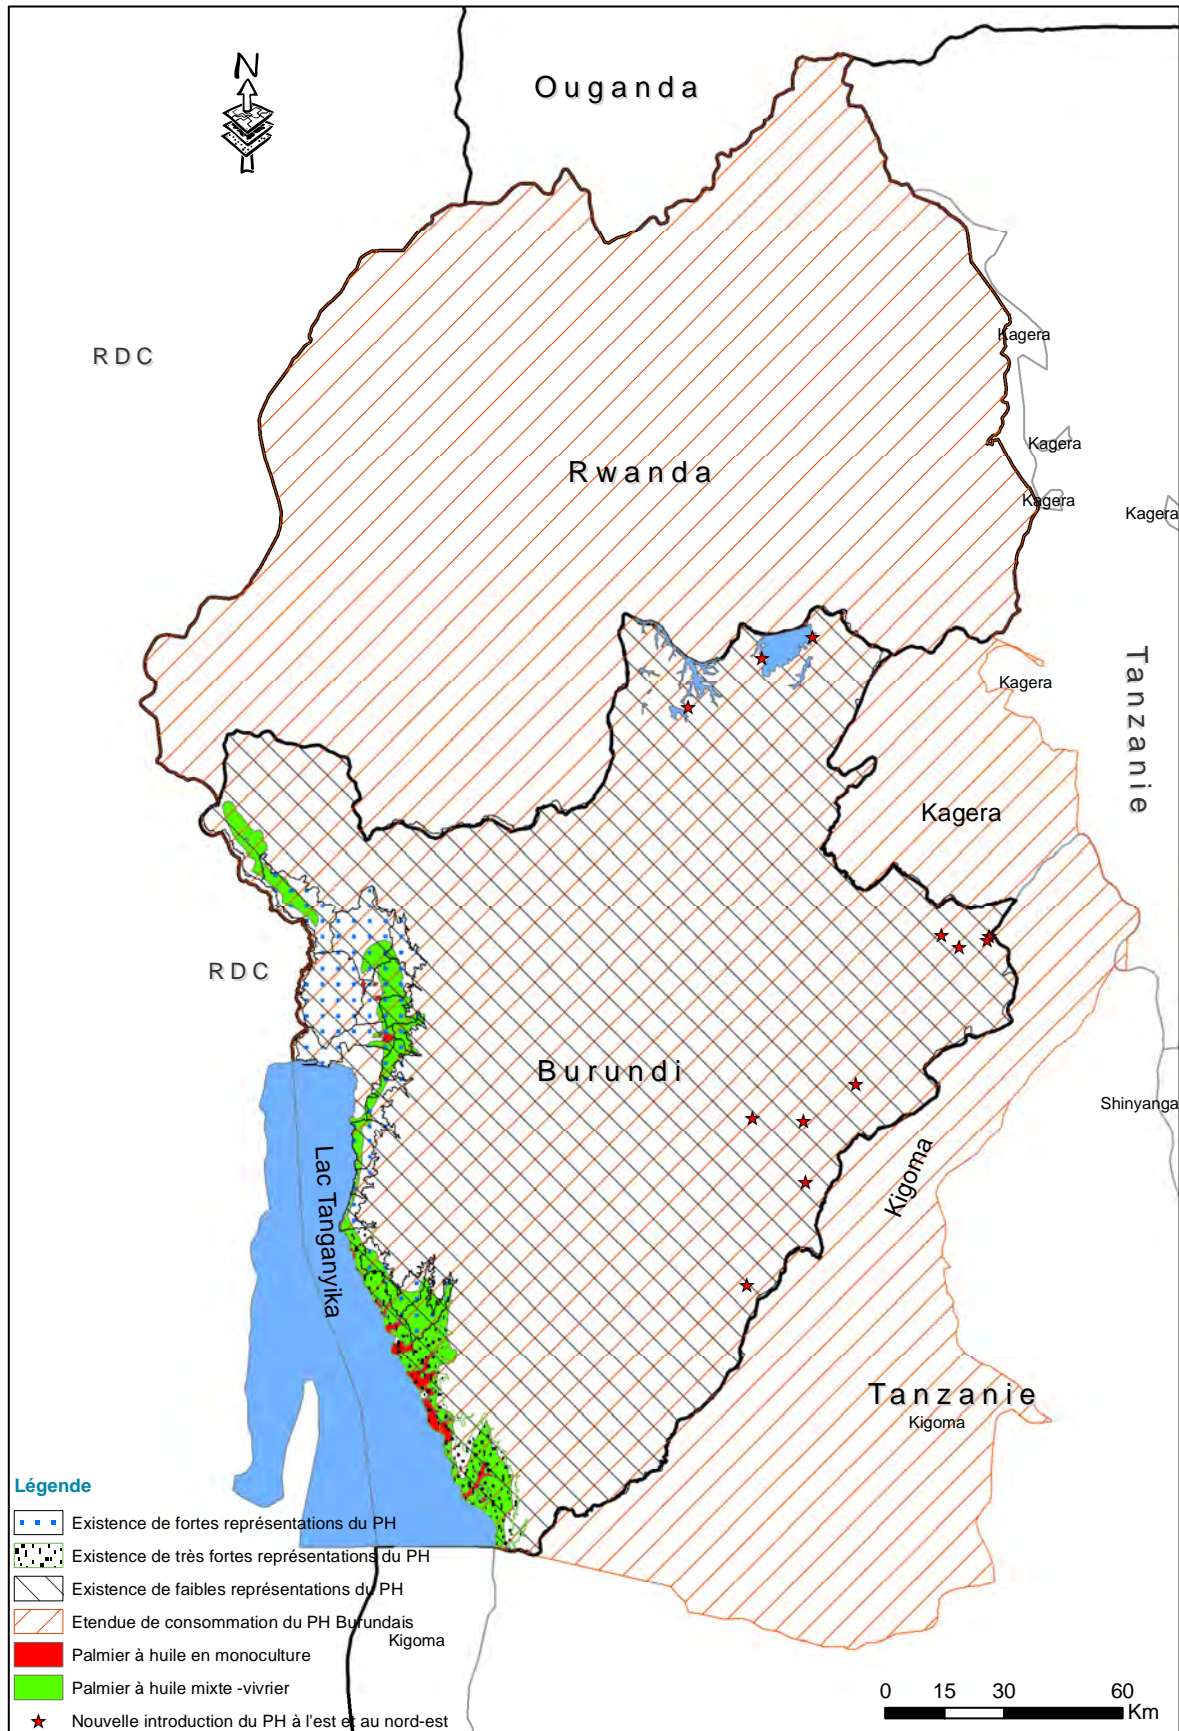 N
Ouganda
RDC
Kagera
Kagera
Rwanda
Kagera
Kagera
Tanzanie
Kagera
Kagera
RDC
Burundi
Shinyanga
Lac Tanganyika
Kigoma
Tanzanie
Kigoma
Légende
Existence de fortes représentations du PH
Existence de très fortes représentations du PH
Existence de faibles représentations du PH
Etendue de consommation du PH Burundais
Kigoma
Palmier à huile en monoculture
Palmier à huile mixte -vivrier
Nouvelle introduction du PH à l'est et au nord-est
0 15 30 60
Km